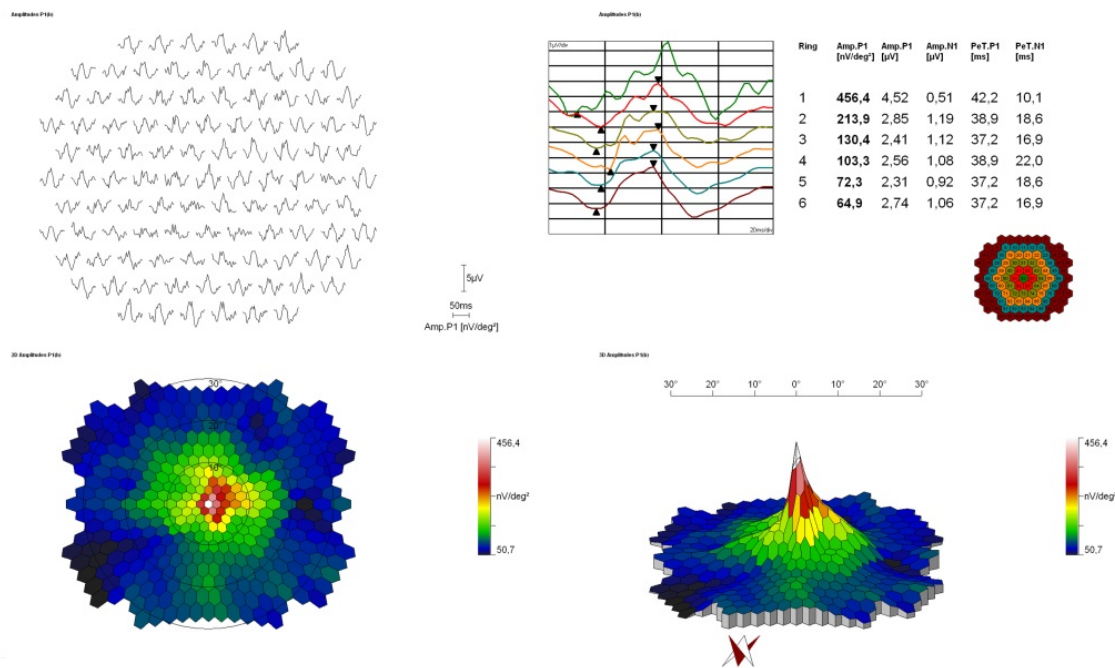 Amplitudes P1(b)
5µV
50ms
Amp.P1 [nV/deg²]
Amplitudes P1(b)
1µV/div
20ms/div
Ring Amp.P1 Amp.P1 Amp.N1 PeT.P1 PeT.N1
[nV/deg²] [µV] [µV] [ms] [ms]
1 456,4 4,52 0,51 42,2 10,1
2 213,9 2,85 1,19 38,9 18,6
3 130,4 2,41 1,12 37,2 16,9
4 103,3 2,56 1,08 38,9 22,0
5 72,3 2,31 0,92 37,2 18,6
6 64,9 2,74 1,06 37,2 16,9
2D Amplitudes P1(b)
30°
20
10
456,4
nV/deg²
50,7
3D Amplitudes P1(b)
30° 20° 10° 0° 10° 20° 30°
456,4
nV/deg²
50,7